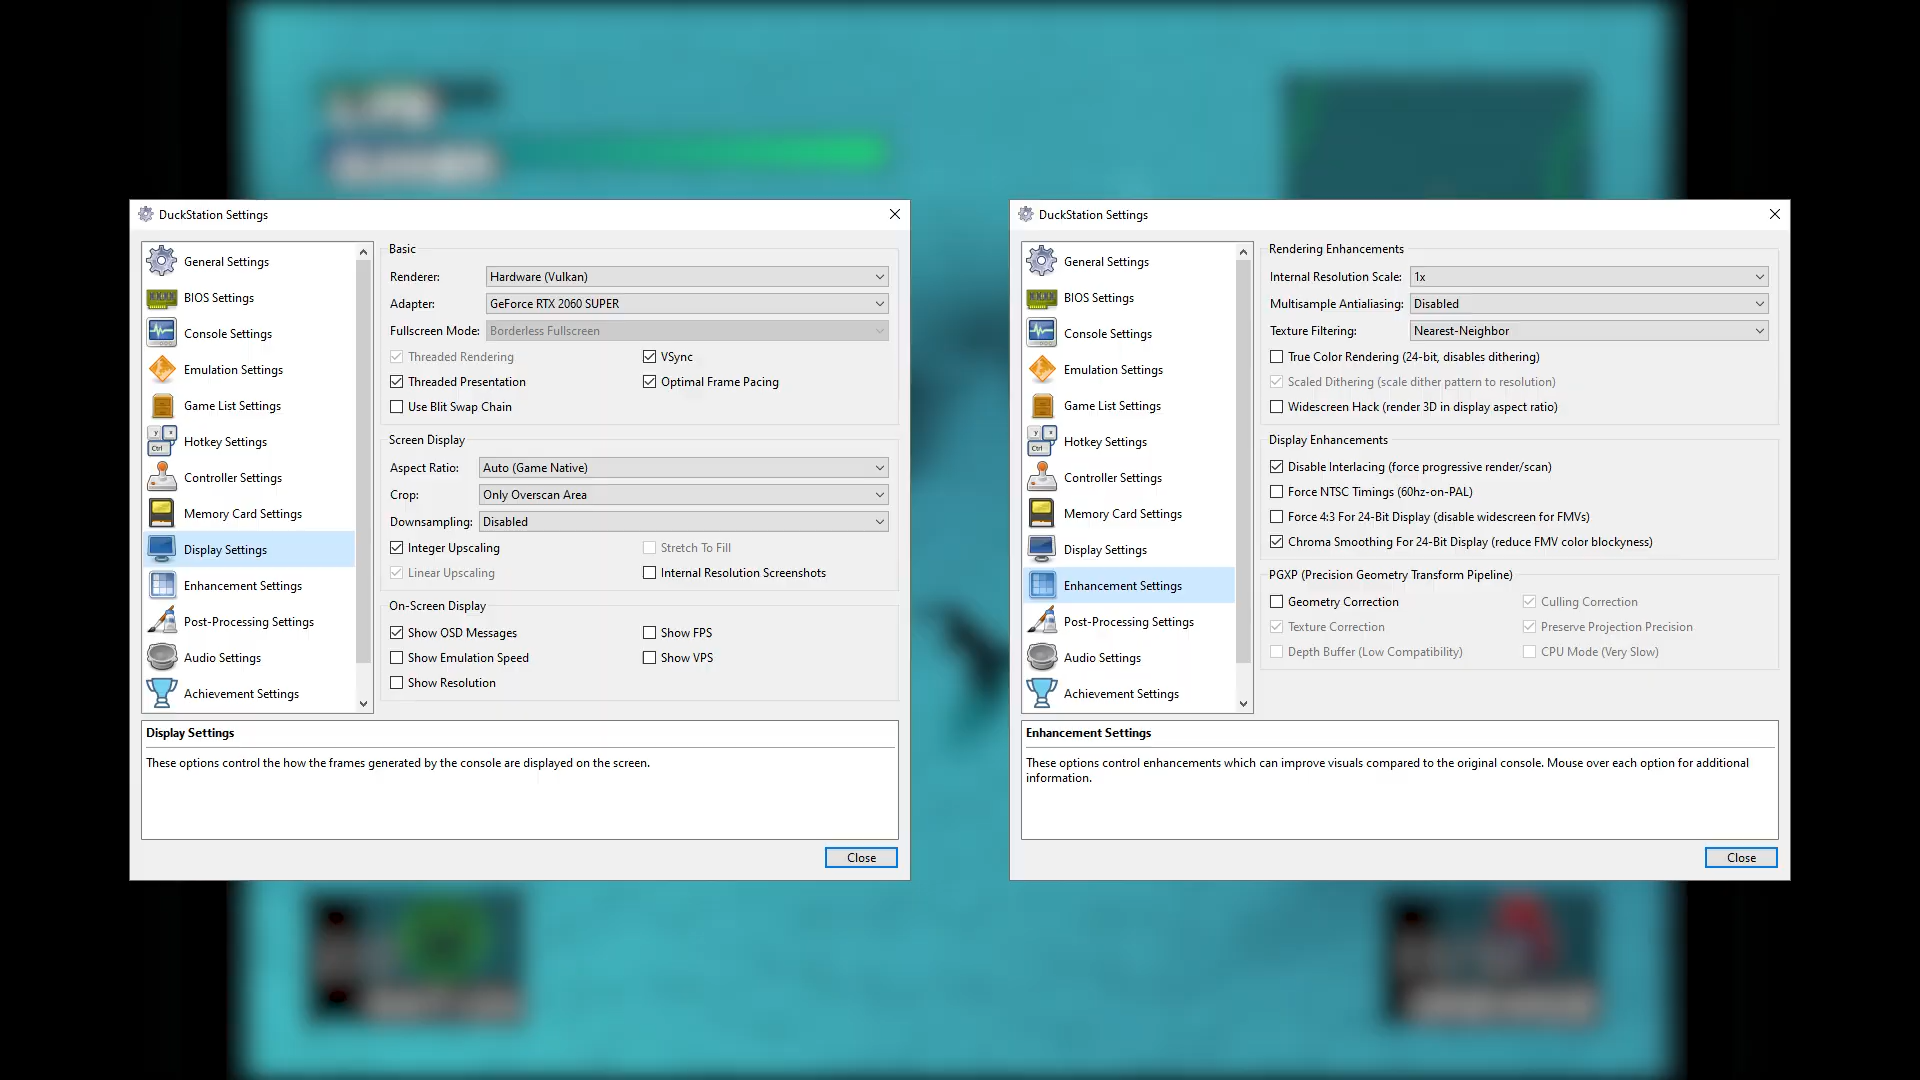 DuckStation Settings
General Settings
BIOS Settings
Console Settings
Emulation Settings
Game List Settings
Hotkey Settings
Controller Settings
Memory Card Settings
Display Settings
Enhancement Settings
Post-Processing Settings
Audio Settings
Achievement Settings
Basic
Renderer: Hardware (Vulkan)
Adapter: GeForce RTX 2060 SUPER
Fullscreen Mode: Borderless Fullscreen
Threaded Rendering VSync
Threaded Presentation Optimal Frame Pacing
Use Blit Swap Chain
Screen Display
Aspect Ratio: Auto (Game Native)
Crop: Only Overscan Area
Downsampling: Disabled
Integer Upscaling Stretch To Fill
Linear Upscaling Internal Resolution Screenshots
On-Screen Display
Show OSD Messages Show FPS
Show Emulation Speed Show VPS
Show Resolution
Display Settings
These options control the how the frames generated by the console are displayed on the screen.
Close
DuckStation Settings
General Settings
BIOS Settings
Console Settings
Emulation Settings
Game List Settings
Hotkey Settings
Controller Settings
Memory Card Settings
Display Settings
Enhancement Settings
Post-Processing Settings
Audio Settings
Achievement Settings
Rendering Enhancements
Internal Resolution Scale: 1x
Multisample Antialiasing: Disabled
Texture Filtering: Nearest-Neighbor
True Color Rendering (24-bit, disables dithering)
Scaled Dithering (scale dither pattern to resolution)
Widescreen Hack (render 3D in display aspect ratio)
Display Enhancements
Disable Interlacing (force progressive render/scan)
Force NTSC Timings (60hz-on-PAL)
Force 4:3 For 24-Bit Display (disable widescreen for FMVs)
Chroma Smoothing For 24-Bit Display (reduce FMV color blockyness)
PGXP (Precision Geometry Transform Pipeline)
Geometry Correction Culling Correction
Texture Correction Preserve Projection Precision
Depth Buffer (Low Compatibility) CPU Mode (Very Slow)
Enhancement Settings
These options control enhancements which can improve visuals compared to the original console. Mouse over each option for additional
information.
Close